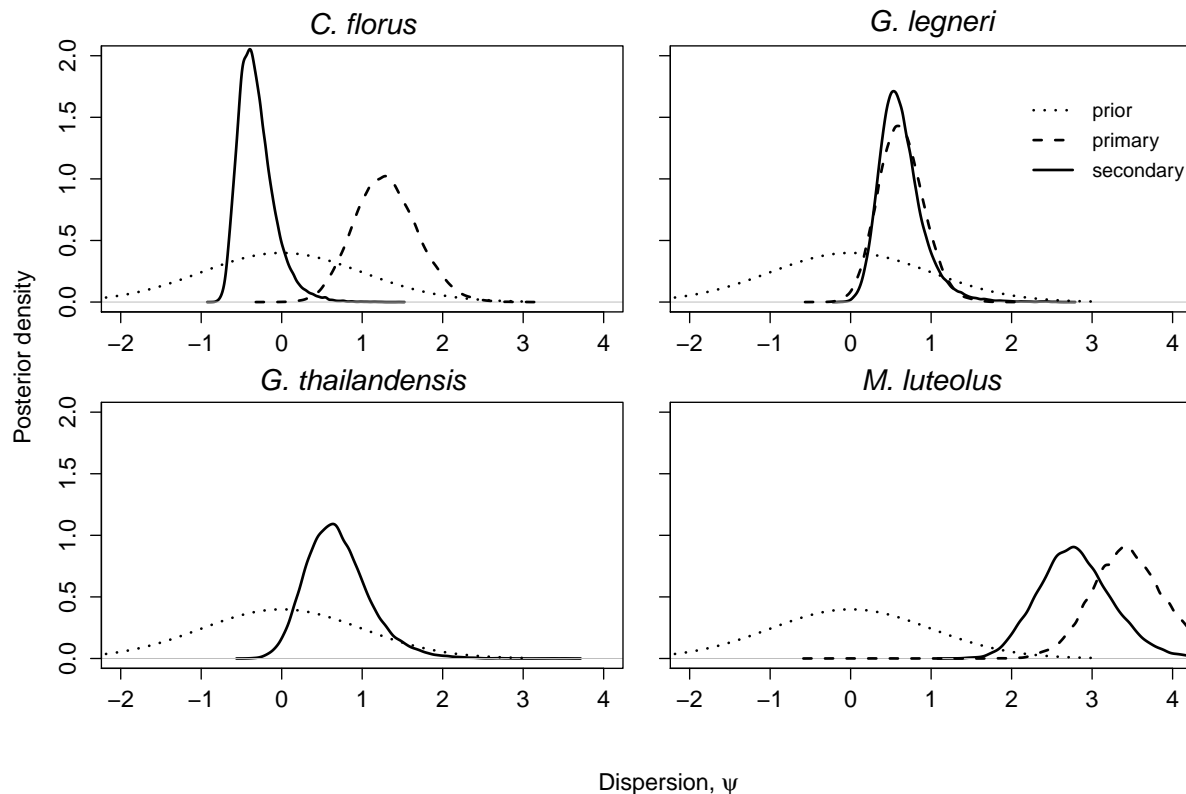 C. florus
G. legneri
2.0
1.5
1.0
0.5
0.0
−2 −1 0 1 2 3 4
prior
primary
secondary
−2 −1 0 1 2 3 4
G. thailandensis
M. luteolus
2.0
1.5
1.0
0.5
0.0
−2 −1 0 1 2 3 4
−2 −1 0 1 2 3 4
Posterior density
Dispersion, ψ